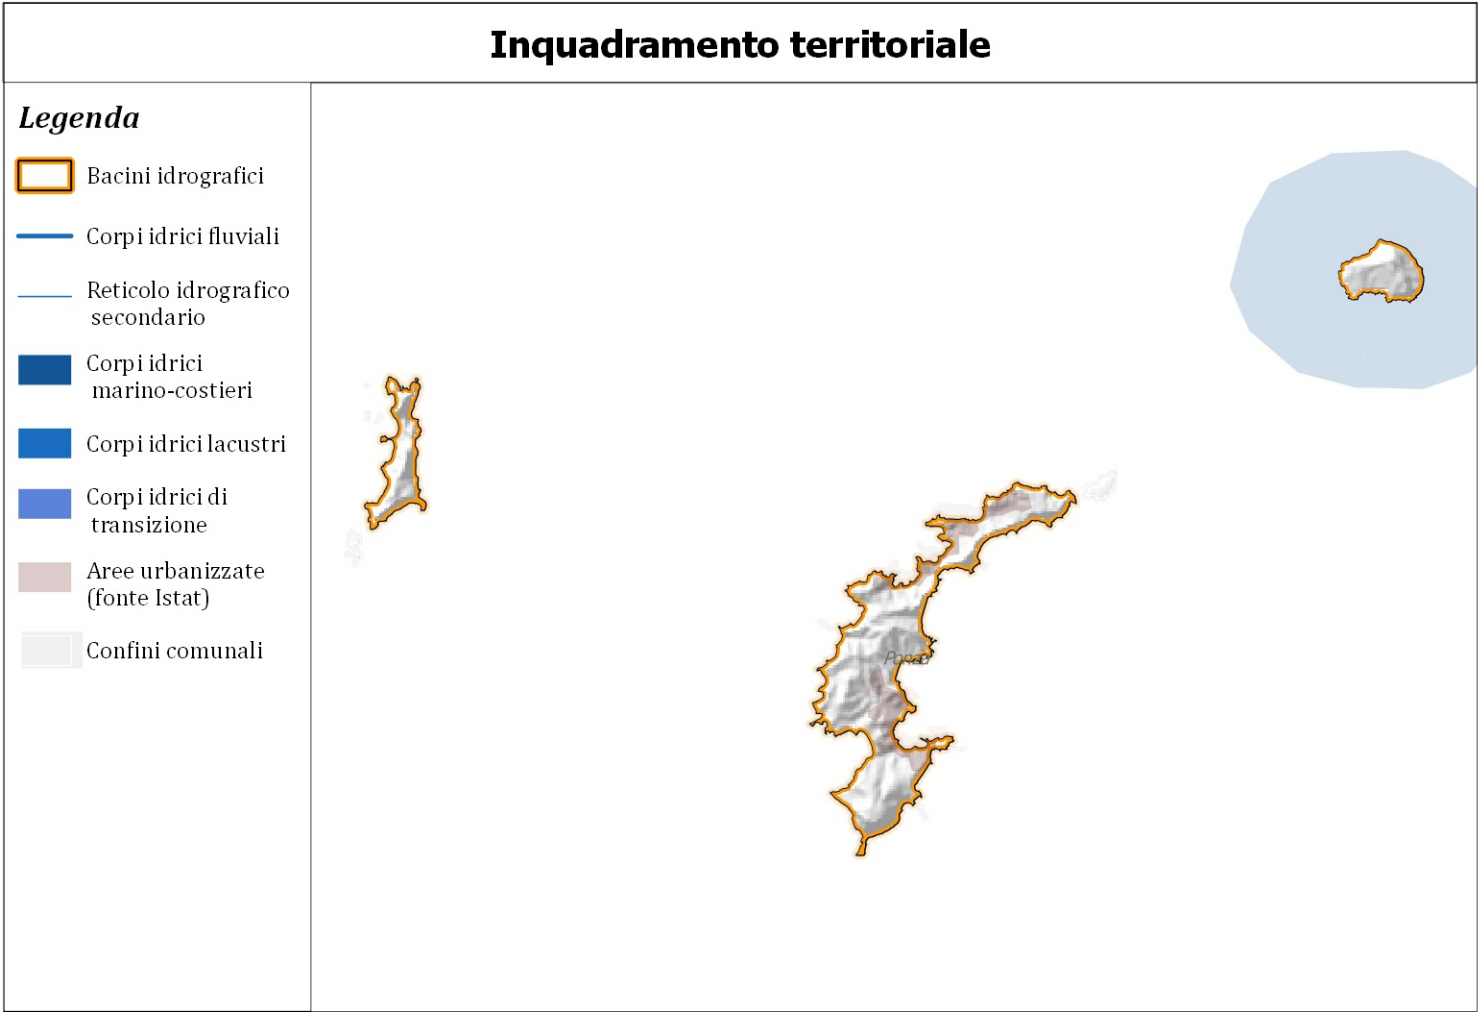 Inquadramento territoriale
Legenda
Bacini idrografici
Corpi idrici fluviali
Reticolo idrografico
secondario
Corpi idrici
marino-costieri
Corpi idrici lacustri
Corpi idrici di
transizione
Aree urbanizzate
(fonte Istat)
Confini comunali
Ponza